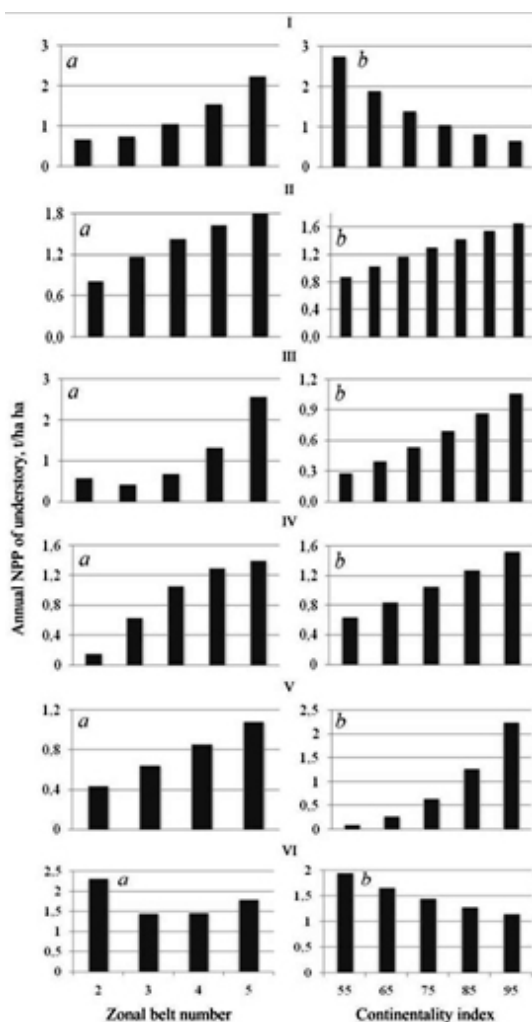 I
a
3
2
1
0
b
3
2
1
0
II
a
1.8
1.2
0.6
0.0
b
1.6
1.2
0.8
0.4
0.0
III
a
3
2
1
0
b
1.2
0.9
0.6
0.3
0.0
IV
a
1.6
1.2
0.8
0.4
0
b
1.6
1.2
0.8
0.4
0
V
a
1.2
0.8
0.4
0
b
2.5
2
1.5
1
0.5
0
VI
a
2.5
2
1.5
1
0.5
0
b
2
1.5
1
0.5
0
2 3 4 5
55 65 75 85 95
Zonal belt number
Continentality index
Annual NPP of understory, t/ha ha